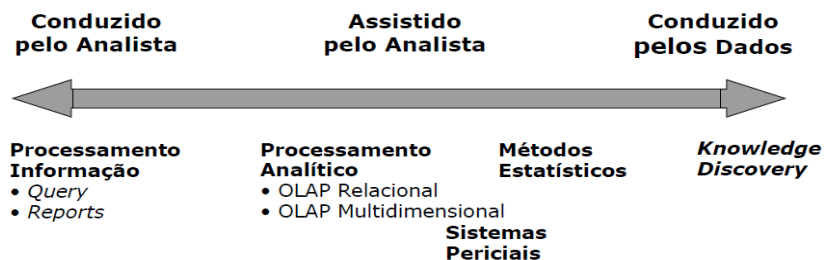 Conduzido
pelo Analista
Assistido
pelo Analista
Conduzido
pelos Dados
Processamento
Informação
• Query
• Reports
Processamento
Analítico
• OLAP Relacional
• OLAP Multidimensional
Métodos
Estatísticos
Sistemas
Periciais
Knowledge
Discovery